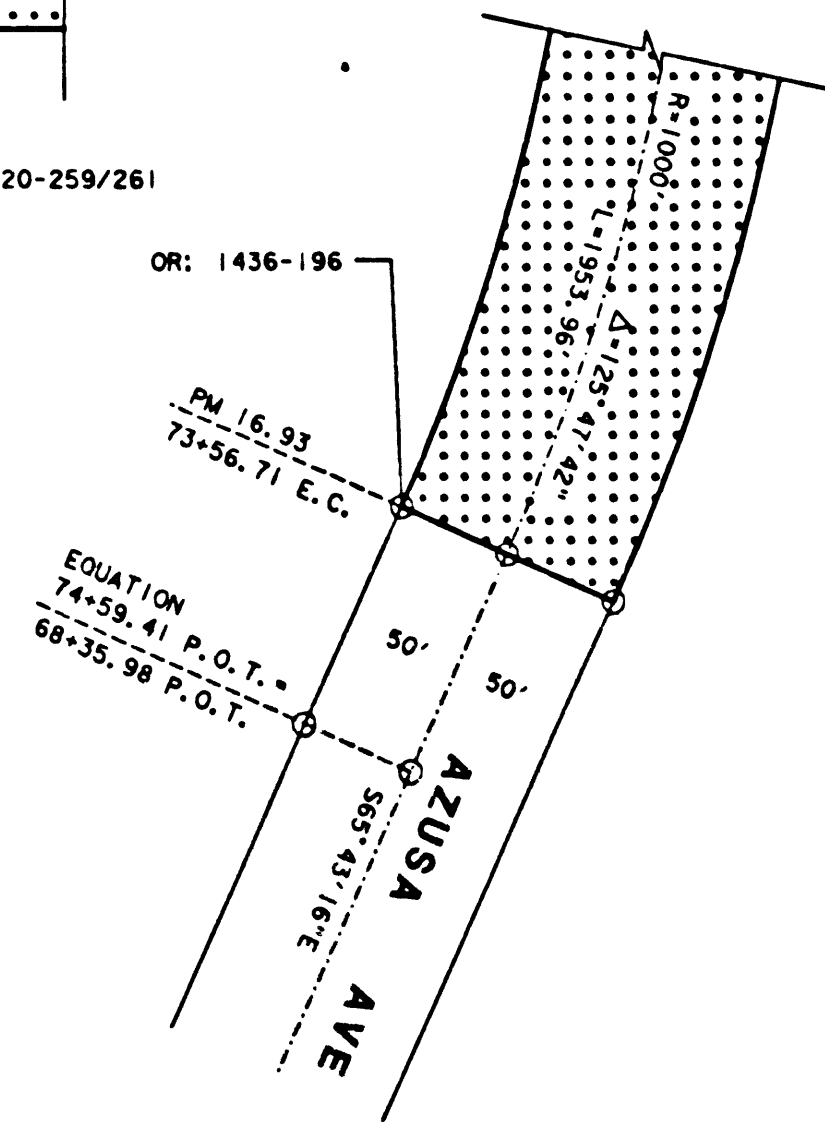 20-259/261
OR: 1436-196
R=1000'
L=1953.96'
Δ=125°47'42"
PM 16.93
73+56.71 E.C.
EQUATION
74+59.41 P.O.T. =
68+35.98 P.O.T.
50'
50'
S65°43'16"E
AZUSA AVE